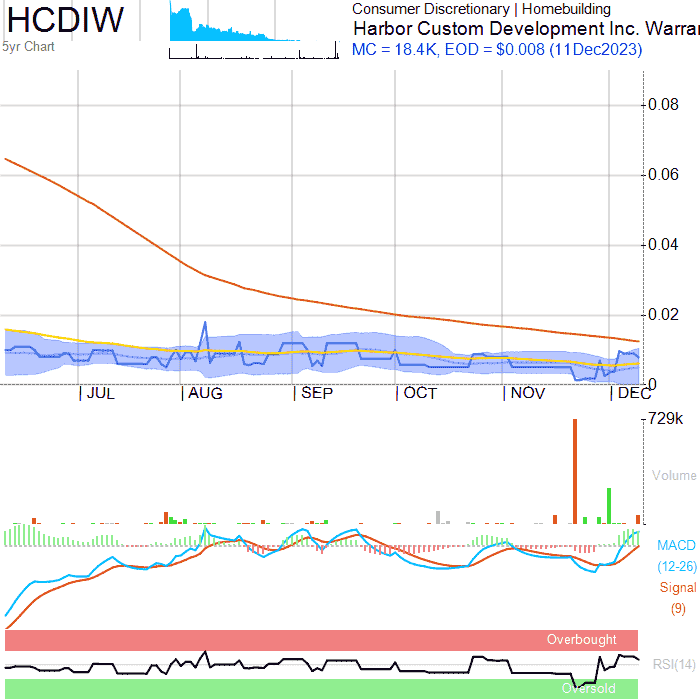 HCDIW
5yr Chart
Consumer Discretionary | Homebuilding
Harbor Custom Development Inc. Warrar
MC = 18.4K, EOD = $0.008 (11Dec2023)
0.08
0.06
0.04
0.02
0
JUL
AUG
SEP
OCT
NOV
DEC
729k
Volume
MACD
(12-26)
Signal
(9)
Overbought
RSI(14)
Oversold